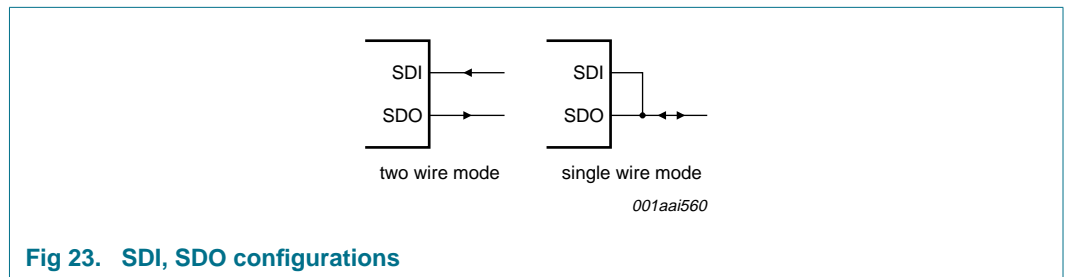 SDI
SDO
two wire mode
SDI
SDO
single wire mode
001aai560
Fig 23. SDI, SDO configurations